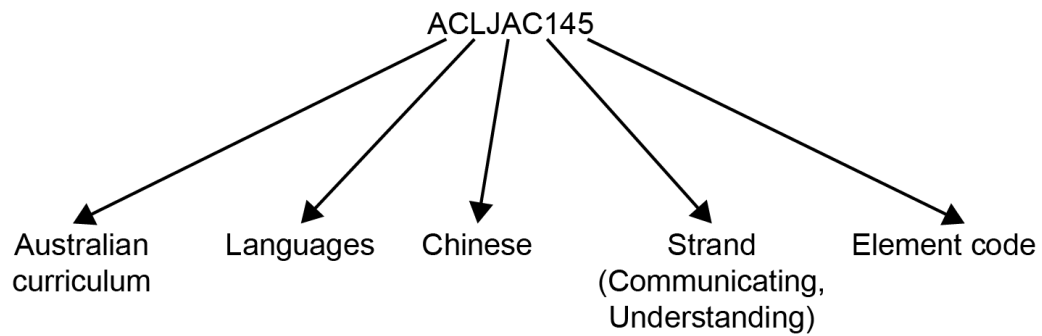 ACLJAC145
Australian
curriculum
Languages
Chinese
Strand
(Communicating,
Understanding)
Element code